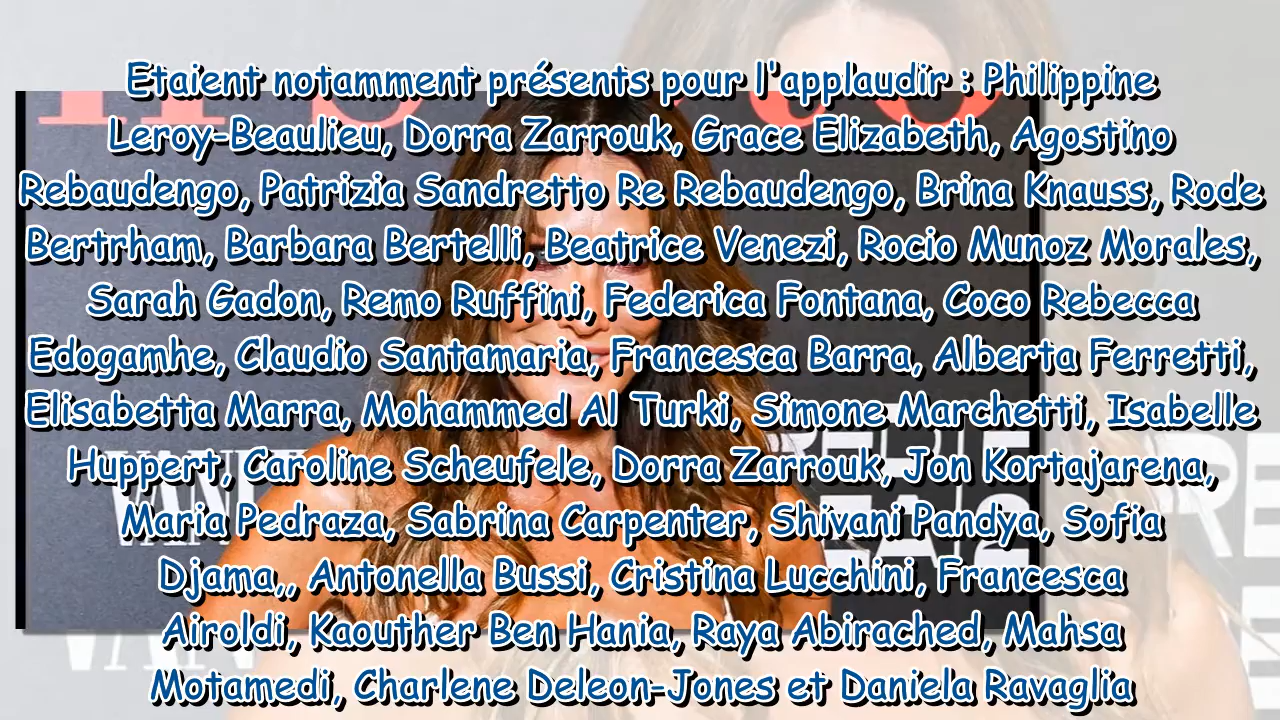 Etaient notamment présents pour l'applaudir : Philippine
Leroy-Beaulieu, Dorra Zarrouk, Grace Elizabeth, Agostino
Rebaudengo, Patrizia Sandretto Re Rebaudengo, Brina Knauss, Rode
Bertrham, Barbara Bertelli, Beatrice Venezi, Rocio Munoz Morales,
Sarah Gadon, Remo Ruffini, Federica Fontana, Coco Rebecca
Edogamhe, Claudio Santamaria, Francesca Barra, Alberta Ferretti,
Elisabetta Marra, Mohammed Al Turki, Simone Marchetti, Isabelle
Huppert, Caroline Scheufele, Dorra Zarrouk, Jon Kortajarena,
Maria Pedraza, Sabrina Carpenter, Shivani Pandya, Sofia
Djama,, Antonella Bussi, Cristina Lucchini, Francesca
Airoldi, Kaouther Ben Hania, Raya Abirached, Mahsa
Motamedi, Charlene Deleon-Jones et Daniela Ravaglia